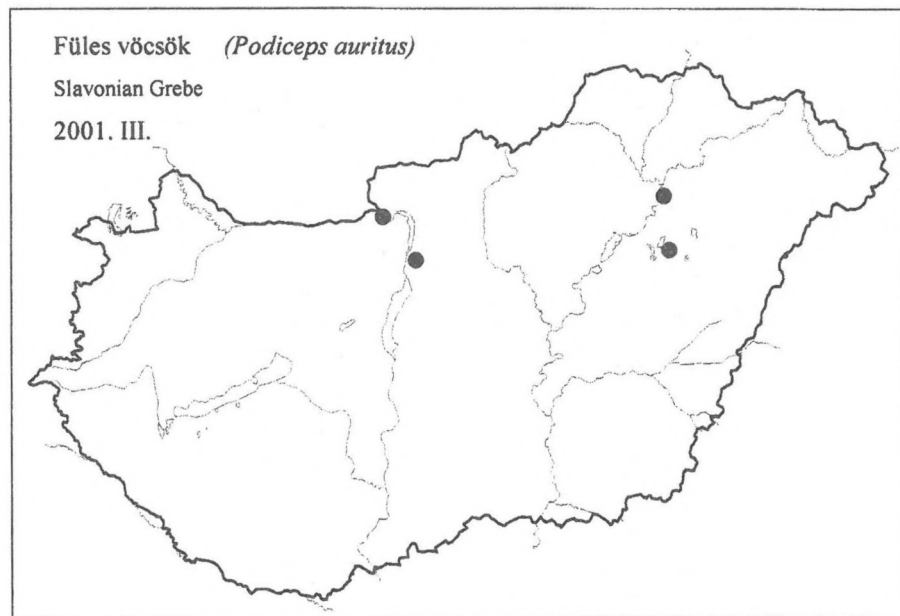 Füles vöcsök (Podiceps auritus)
Slavonian Grebe
2001. III.